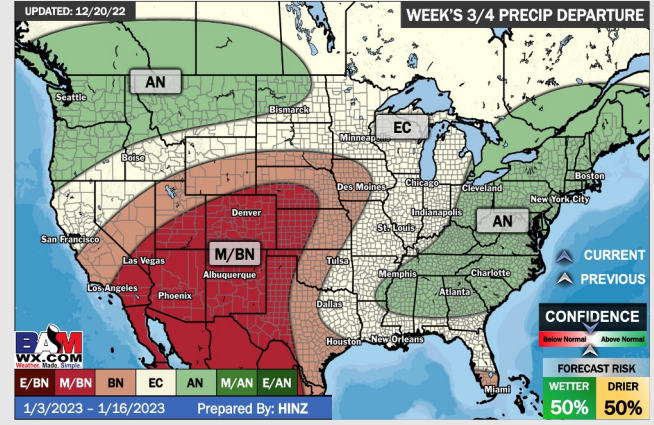 UPDATED: 12/20/22
WEEK'S 3/4 PRECIP DEPARTURE
AN
Seattle
Bismarck
EC
Minneap
Boise
Des Moines
Chicago
Cleveland
Boston
New York City
Denver
Indianapolis
AN
San Francisco
St. Louis
M/BN
Las Vegas
Albuquerque
Tulsa
Memphis
Charlotte
CURRENT
PREVIOUS
Los Angeles
Phoenix
Atlanta
Dallas
Houston
New Orleans
Miami
CONFIDENCE
Below Normal
Above Normal
FORECAST RISK
WETTER
DRIER
50%
50%
BAM
WX.COM
Weather. Made. Simple.
E/BN M/BN BN EC AN M/AN E/AN
1/3/2023 – 1/16/2023 Prepared By: HINZ